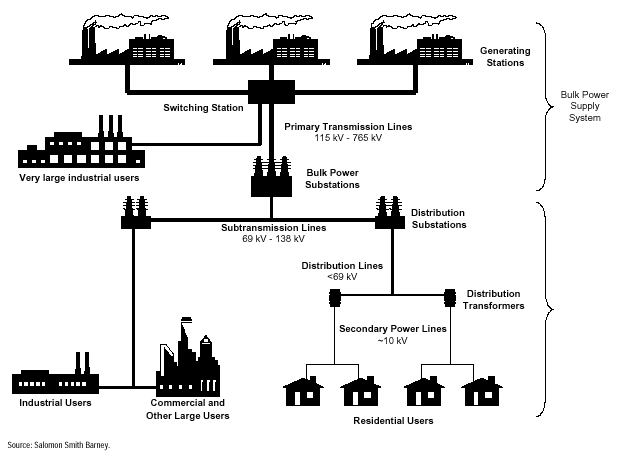 Generating
Stations
Bulk Power
Supply
System
Switching Station
Primary Transmission Lines
115 kV - 765 kV
Very large industrial users
Bulk Power
Substations
Distribution
Substations
Subtransmission Lines
69 kV - 138 kV
Distribution Lines
<69 kV
Distribution
Transformers
Secondary Power Lines
~10 kV
Industrial Users
Commercial and
Other Large Users
Residential Users
Source: Salomon Smith Barney.